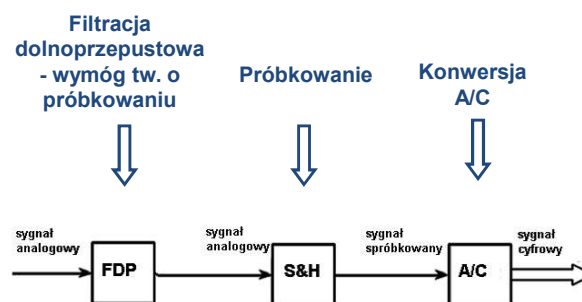 Filtracja
dolnoprzepustowa
- wymóg tw. o
próbkowaniu
Próbkowanie
Konwersja
A/C
sygnał
analogowy
FDP
sygnał
analogowy
S&H
sygnał
spróbkowany
A/C
sygnał
cyfrowy